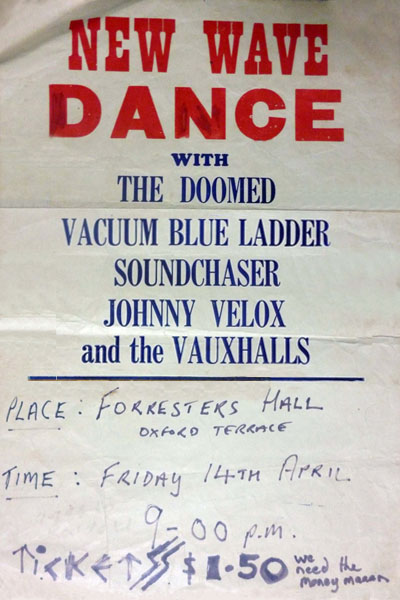 NEW WAVE
DANCE
WITH
THE DOOMED
VACUUM BLUE LADDER
SOUNDCHASER
JOHNNY VELOX
and the VAUXHALLS
PLACE : FORRESTERS HALL
OXFORD TERRACE
TIME : FRIDAY 14TH APRIL
9-00 p.m.
TICKETSS $1.50 we
need the
money maaan